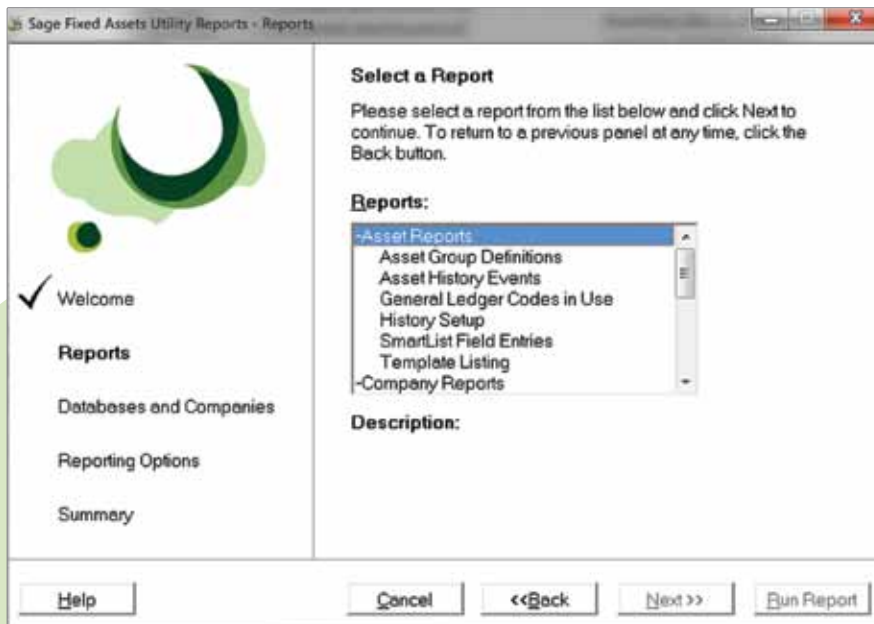 Sage Fixed Assets Utility Reports - Reports
Welcome
Reports
Databases and Companies
Reporting Options
Summary
Select a Report
Please select a report from the list below and click Next to
continue. To return to a previous panel at any time, click the
Back button.
Reports:
-Asset Reports
Asset Group Definitions
Asset History Events
General Ledger Codes in Use
History Setup
SmartList Field Entries
Template Listing
-Company Reports
Description:
Help
Cancel
<<Back
Next >>
Run Report